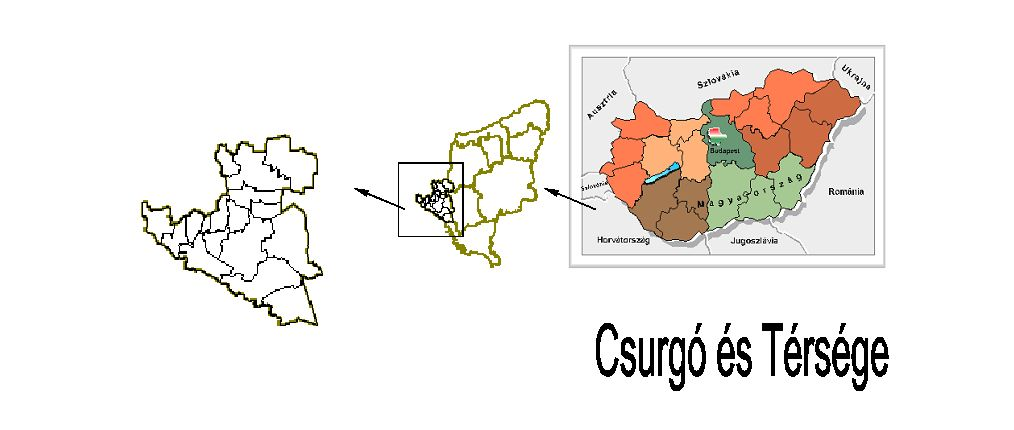 Szlovákia
Ukrajna
Ausztria
Budapest
Szlovénia
Magyarország
Románia
Horvátország
Jugoszlávia
Csurgó és Térsége